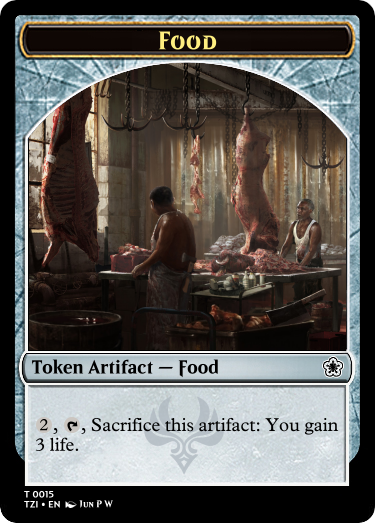 Food
Token Artifact — Food
2, T, Sacrifice this artifact: You gain
3 life.
T 0015
TZI • EN Jun P W